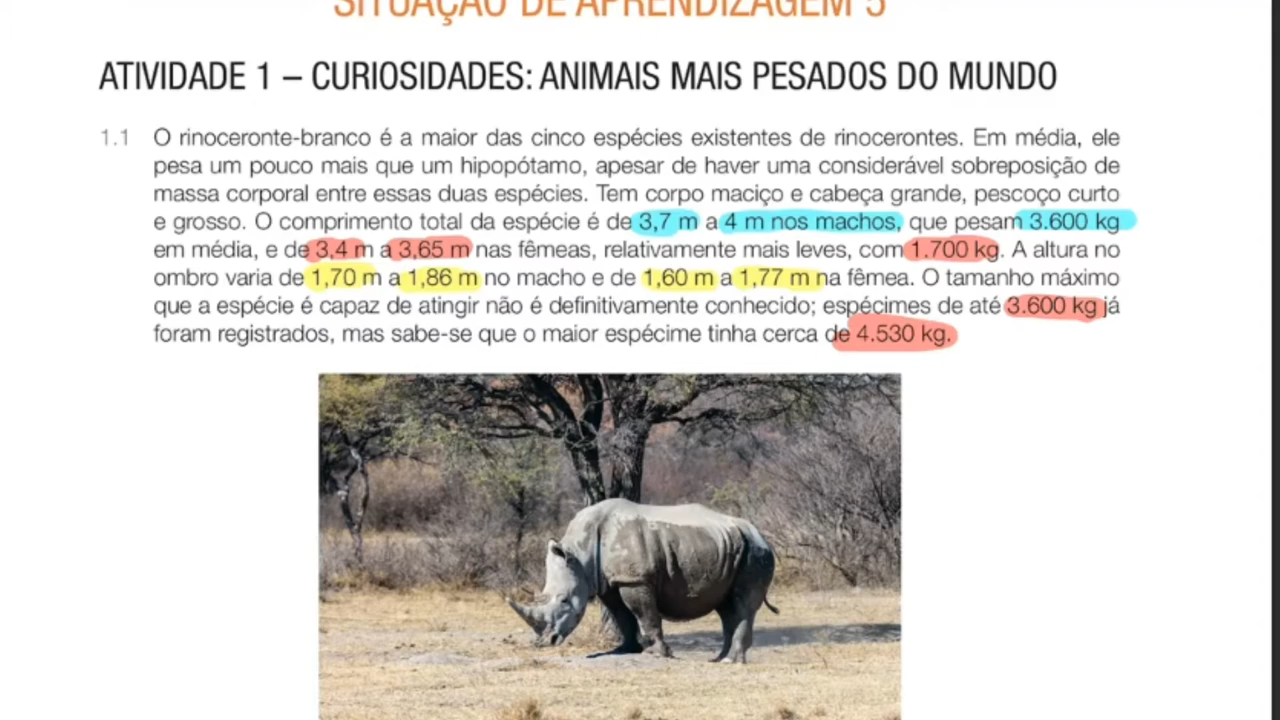 SITUAÇÃO DE APRENDIZAGEM 5
ATIVIDADE 1 – CURIOSIDADES: ANIMAIS MAIS PESADOS DO MUNDO
1.1 O rinoceronte-branco é a maior das cinco espécies existentes de rinocerontes. Em média, ele
pesa um pouco mais que um hipopótamo, apesar de haver uma considerável sobreposição de
massa corporal entre essas duas espécies. Tem corpo maciço e cabeça grande, pescoço curto
e grosso. O comprimento total da espécie é de 3,7 m a 4 m nos machos, que pesam 3.600 kg
em média, e de 3,4 m a 3,65 m nas fêmeas, relativamente mais leves, com 1.700 kg. A altura no
ombro varia de 1,70 m a 1,86 m no macho e de 1,60 m a 1,77 m na fêmea. O tamanho máximo
que a espécie é capaz de atingir não é definitivamente conhecido; espécimes de até 3.600 kg já
foram registrados, mas sabe-se que o maior espécime tinha cerca de 4.530 kg.